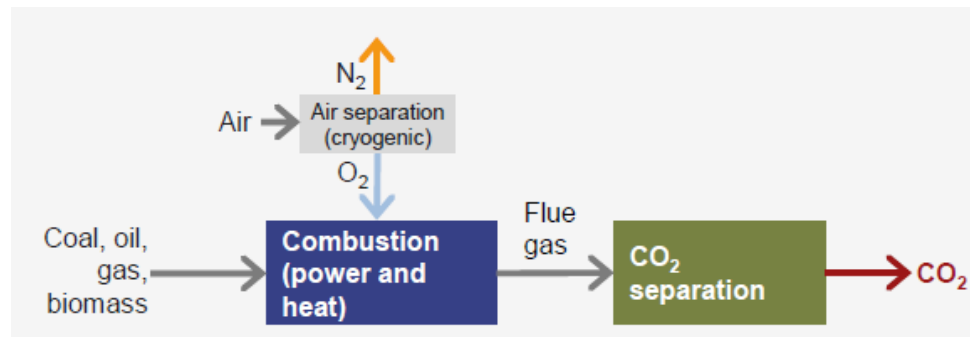 N₂
Air
Air separation
(cryogenic)
O₂
Coal, oil,
gas,
biomass
Combustion
(power and
heat)
Flue
gas
CO₂
separation
CO₂